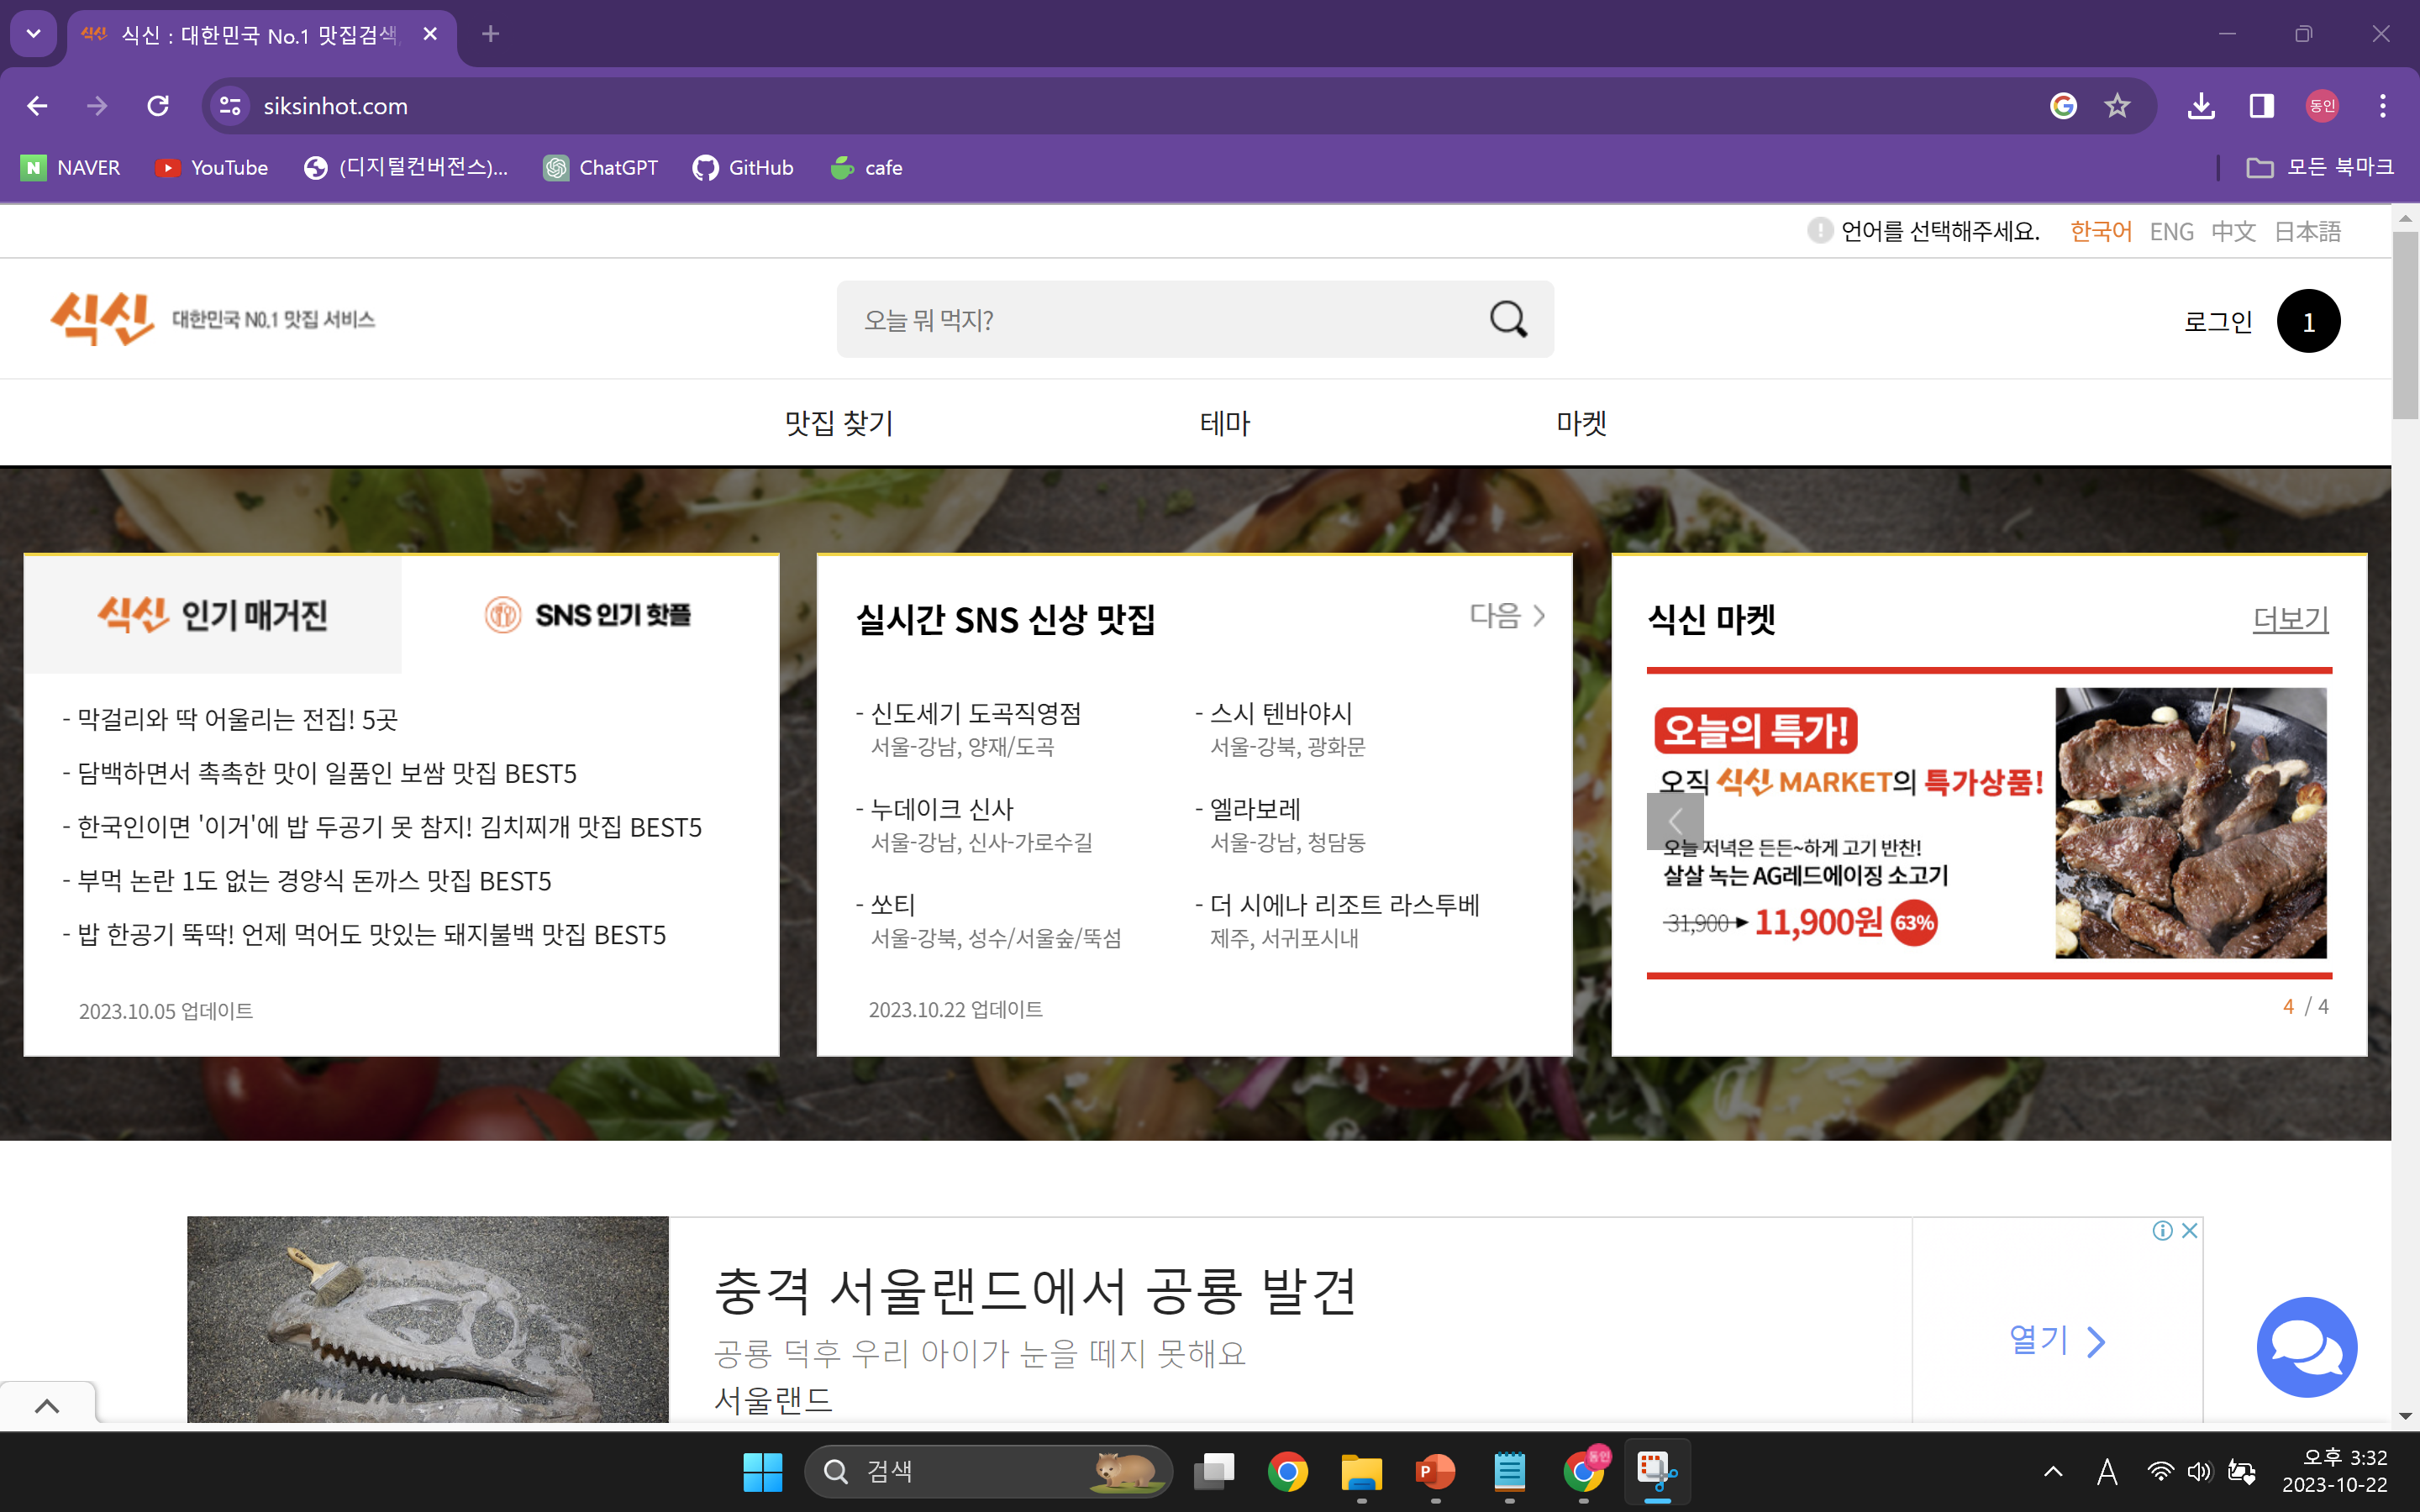 식신 식신 : 대한민국 No.1 맛집검색,
siksinhot.com
동인
N NAVER
YouTube
(디지털컨버전스)...
ChatGPT
GitHub
cafe
모든 북마크
언어를 선택해주세요. 한국어 ENG 中文 日本語
식신 대한민국 NO.1 맛집 서비스
오늘 뭐 먹지?
로그인 1
맛집 찾기
테마
마켓
식신 인기 매거진
SNS 인기 핫플
- 막걸리와 딱 어울리는 전집! 5곳
- 담백하면서 촉촉한 맛이 일품인 보쌈 맛집 BEST5
- 한국인이면 '이거'에 밥 두공기 못 참지! 김치찌개 맛집 BEST5
- 부먹 논란 1도 없는 경양식 돈까스 맛집 BEST5
- 밥 한공기 뚝딱! 언제 먹어도 맛있는 돼지불백 맛집 BEST5
2023.10.05 업데이트
실시간 SNS 신상 맛집
다음
- 신도세기 도곡직영점
서울-강남, 양재/도곡
- 스시 텐바야시
서울-강북, 광화문
- 누데이크 신사
서울-강남, 신사-가로수길
- 엘라보레
서울-강남, 청담동
- 쏘티
서울-강북, 성수/서울숲/뚝섬
- 더 시에나 리조트 라스투베
제주, 서귀포시내
2023.10.22 업데이트
식신 마켓
더보기
오늘의 특가!
오직 식신 MARKET의 특가상품!
오늘 저녁은 든든~하게 고기 반찬!
살살 녹는 AG레드에이징 소고기
31,900 ► 11,900원 63%
4 / 4
충격 서울랜드에서 공룡 발견
공룡 덕후 우리 아이가 눈을 떼지 못해요
서울랜드
열기
검색
P
동인
A
오후 3:32
2023-10-22